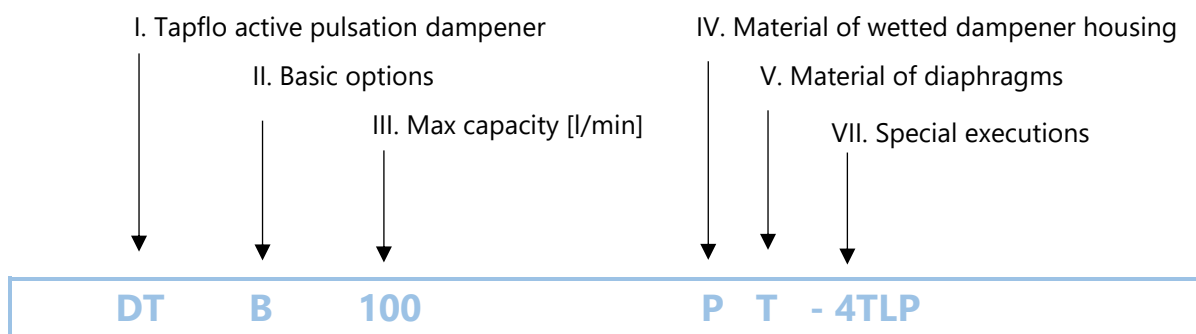 I. Tapflo active pulsation dampener IV. Material of wetted dampener housing
II. Basic options V. Material of diaphragms
III. Max capacity [l/min] VII. Special executions
DT B 100 P T - 4TLP